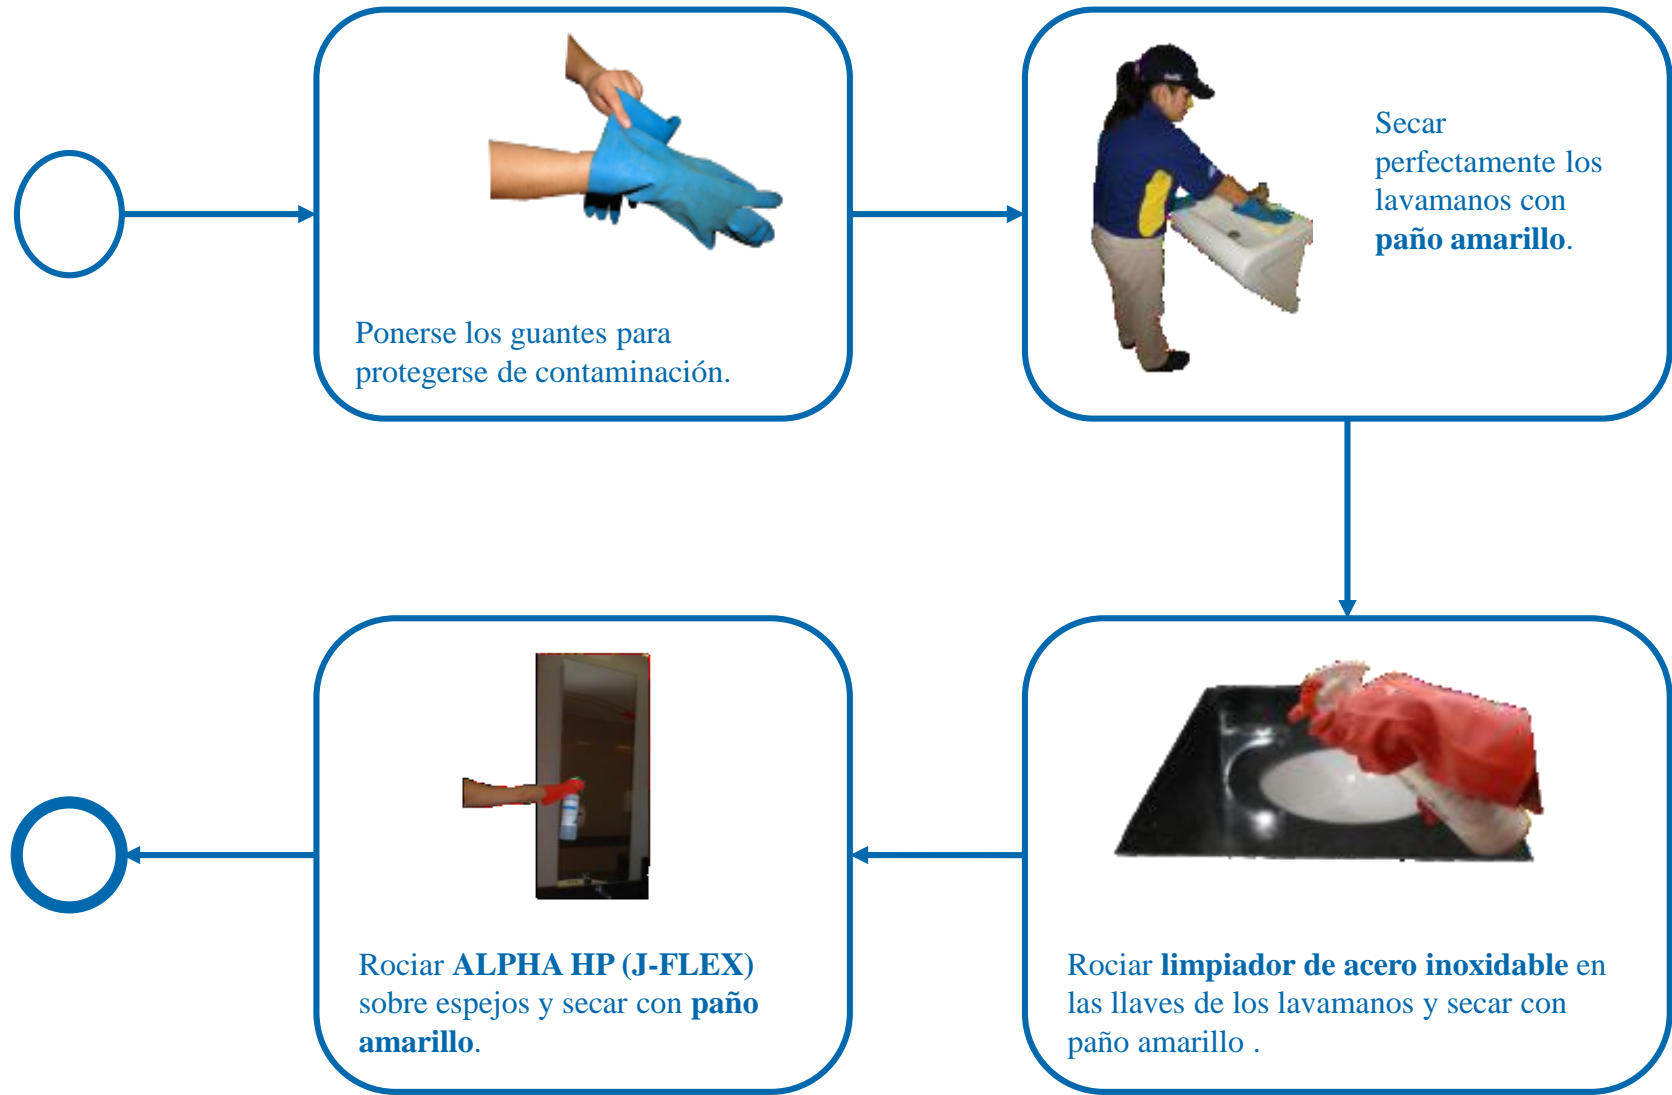 Ponerse los guantes para
protegerse de contaminación.
Secar
perfectamente los
lavamanos con
paño amarillo.
Rociar limpiador de acero inoxidable en
las llaves de los lavamanos y secar con
paño amarillo .
Rociar ALPHA HP (J-FLEX)
sobre espejos y secar con paño
amarillo.